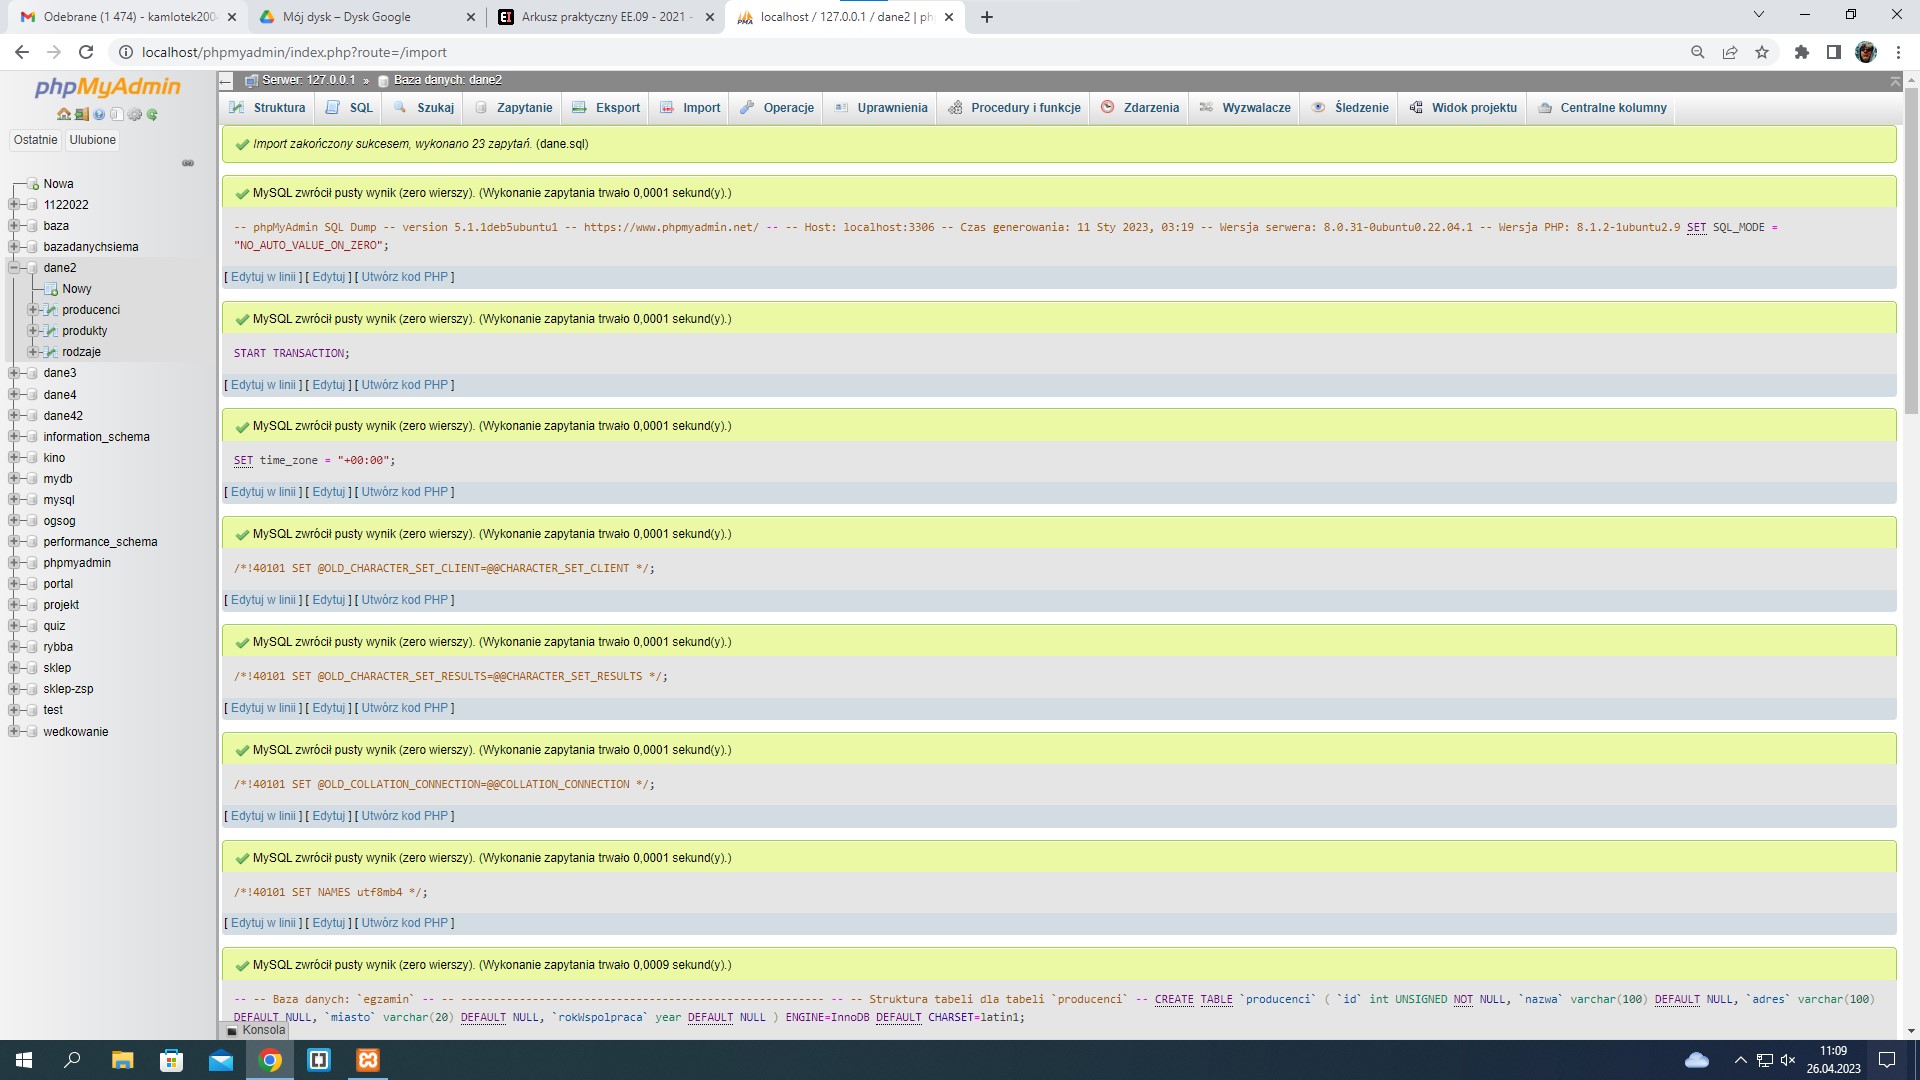 Odebrane (1 474) - kamlotek200
Mój dysk – Dysk Google
Arkusz praktyczny EE.09 - 2021 -
localhost / 127.0.0.1 / dane2 | ph
localhost/phpmyadmin/index.php?route=/import
phpMyAdmin
Ostatnie
Ulubione
Nowa
1122022
baza
bazadanychsiema
dane2
Nowy
producenci
produkty
rodzaje
dane3
dane4
dane42
information_schema
kino
mydb
mysql
ogsog
performance_schema
phpmyadmin
portal
projekt
quiz
rybba
sklep
sklep-zsp
test
wedkowanie
Serwer: 127.0.0.1 » Baza danych: dane2
Struktura SQL Szukaj Zapytanie Eksport Import Operacje Uprawnienia Procedury i funkcje Zdarzenia Wyzwalacze Śledzenie Widok projektu Centralne kolumny
Import zakończony sukcesem, wykonano 23 zapytań. (dane.sql)
MySQL zwrócił pusty wynik (zero wierszy). (Wykonanie zapytania trwało 0,0001 sekund(y).)
-- phpMyAdmin SQL Dump -- version 5.1.1deb5ubuntu1 -- https://www.phpmyadmin.net/ -- -- Host: localhost:3306 -- Czas generowania: 11 Sty 2023, 03:19 -- Wersja serwera: 8.0.31-0ubuntu0.22.04.1 -- Wersja PHP: 8.1.2-1ubuntu2.9 SET SQL_MODE =
"NO_AUTO_VALUE_ON_ZERO";
[ Edytuj w linii ] [ Edytuj ] [ Utwórz kod PHP ]
MySQL zwrócił pusty wynik (zero wierszy). (Wykonanie zapytania trwało 0,0001 sekund(y).)
START TRANSACTION;
[ Edytuj w linii ] [ Edytuj ] [ Utwórz kod PHP ]
MySQL zwrócił pusty wynik (zero wierszy). (Wykonanie zapytania trwało 0,0001 sekund(y).)
SET time_zone = "+00:00";
[ Edytuj w linii ] [ Edytuj ] [ Utwórz kod PHP ]
MySQL zwrócił pusty wynik (zero wierszy). (Wykonanie zapytania trwało 0,0001 sekund(y).)
/*!40101 SET @OLD_CHARACTER_SET_CLIENT=@@CHARACTER_SET_CLIENT */;
[ Edytuj w linii ] [ Edytuj ] [ Utwórz kod PHP ]
MySQL zwrócił pusty wynik (zero wierszy). (Wykonanie zapytania trwało 0,0001 sekund(y).)
/*!40101 SET @OLD_CHARACTER_SET_RESULTS=@@CHARACTER_SET_RESULTS */;
[ Edytuj w linii ] [ Edytuj ] [ Utwórz kod PHP ]
MySQL zwrócił pusty wynik (zero wierszy). (Wykonanie zapytania trwało 0,0001 sekund(y).)
/*!40101 SET @OLD_COLLATION_CONNECTION=@@COLLATION_CONNECTION */;
[ Edytuj w linii ] [ Edytuj ] [ Utwórz kod PHP ]
MySQL zwrócił pusty wynik (zero wierszy). (Wykonanie zapytania trwało 0,0001 sekund(y).)
/*!40101 SET NAMES utf8mb4 */;
[ Edytuj w linii ] [ Edytuj ] [ Utwórz kod PHP ]
MySQL zwrócił pusty wynik (zero wierszy). (Wykonanie zapytania trwało 0,0009 sekund(y).)
-- -- Baza danych: `egzamin` -- -- -------------------------------------------------------- -- -- Struktura tabeli dla tabeli `producenci` -- CREATE TABLE `producenci` ( `id` int UNSIGNED NOT NULL, `nazwa` varchar(100) DEFAULT NULL, `adres` varchar(100)
DEFAULT NULL, `miasto` varchar(20) DEFAULT NULL, `rokWspolpraca` year DEFAULT NULL ) ENGINE=InnoDB DEFAULT CHARSET=latin1;
Konsola
11:09
26.04.2023